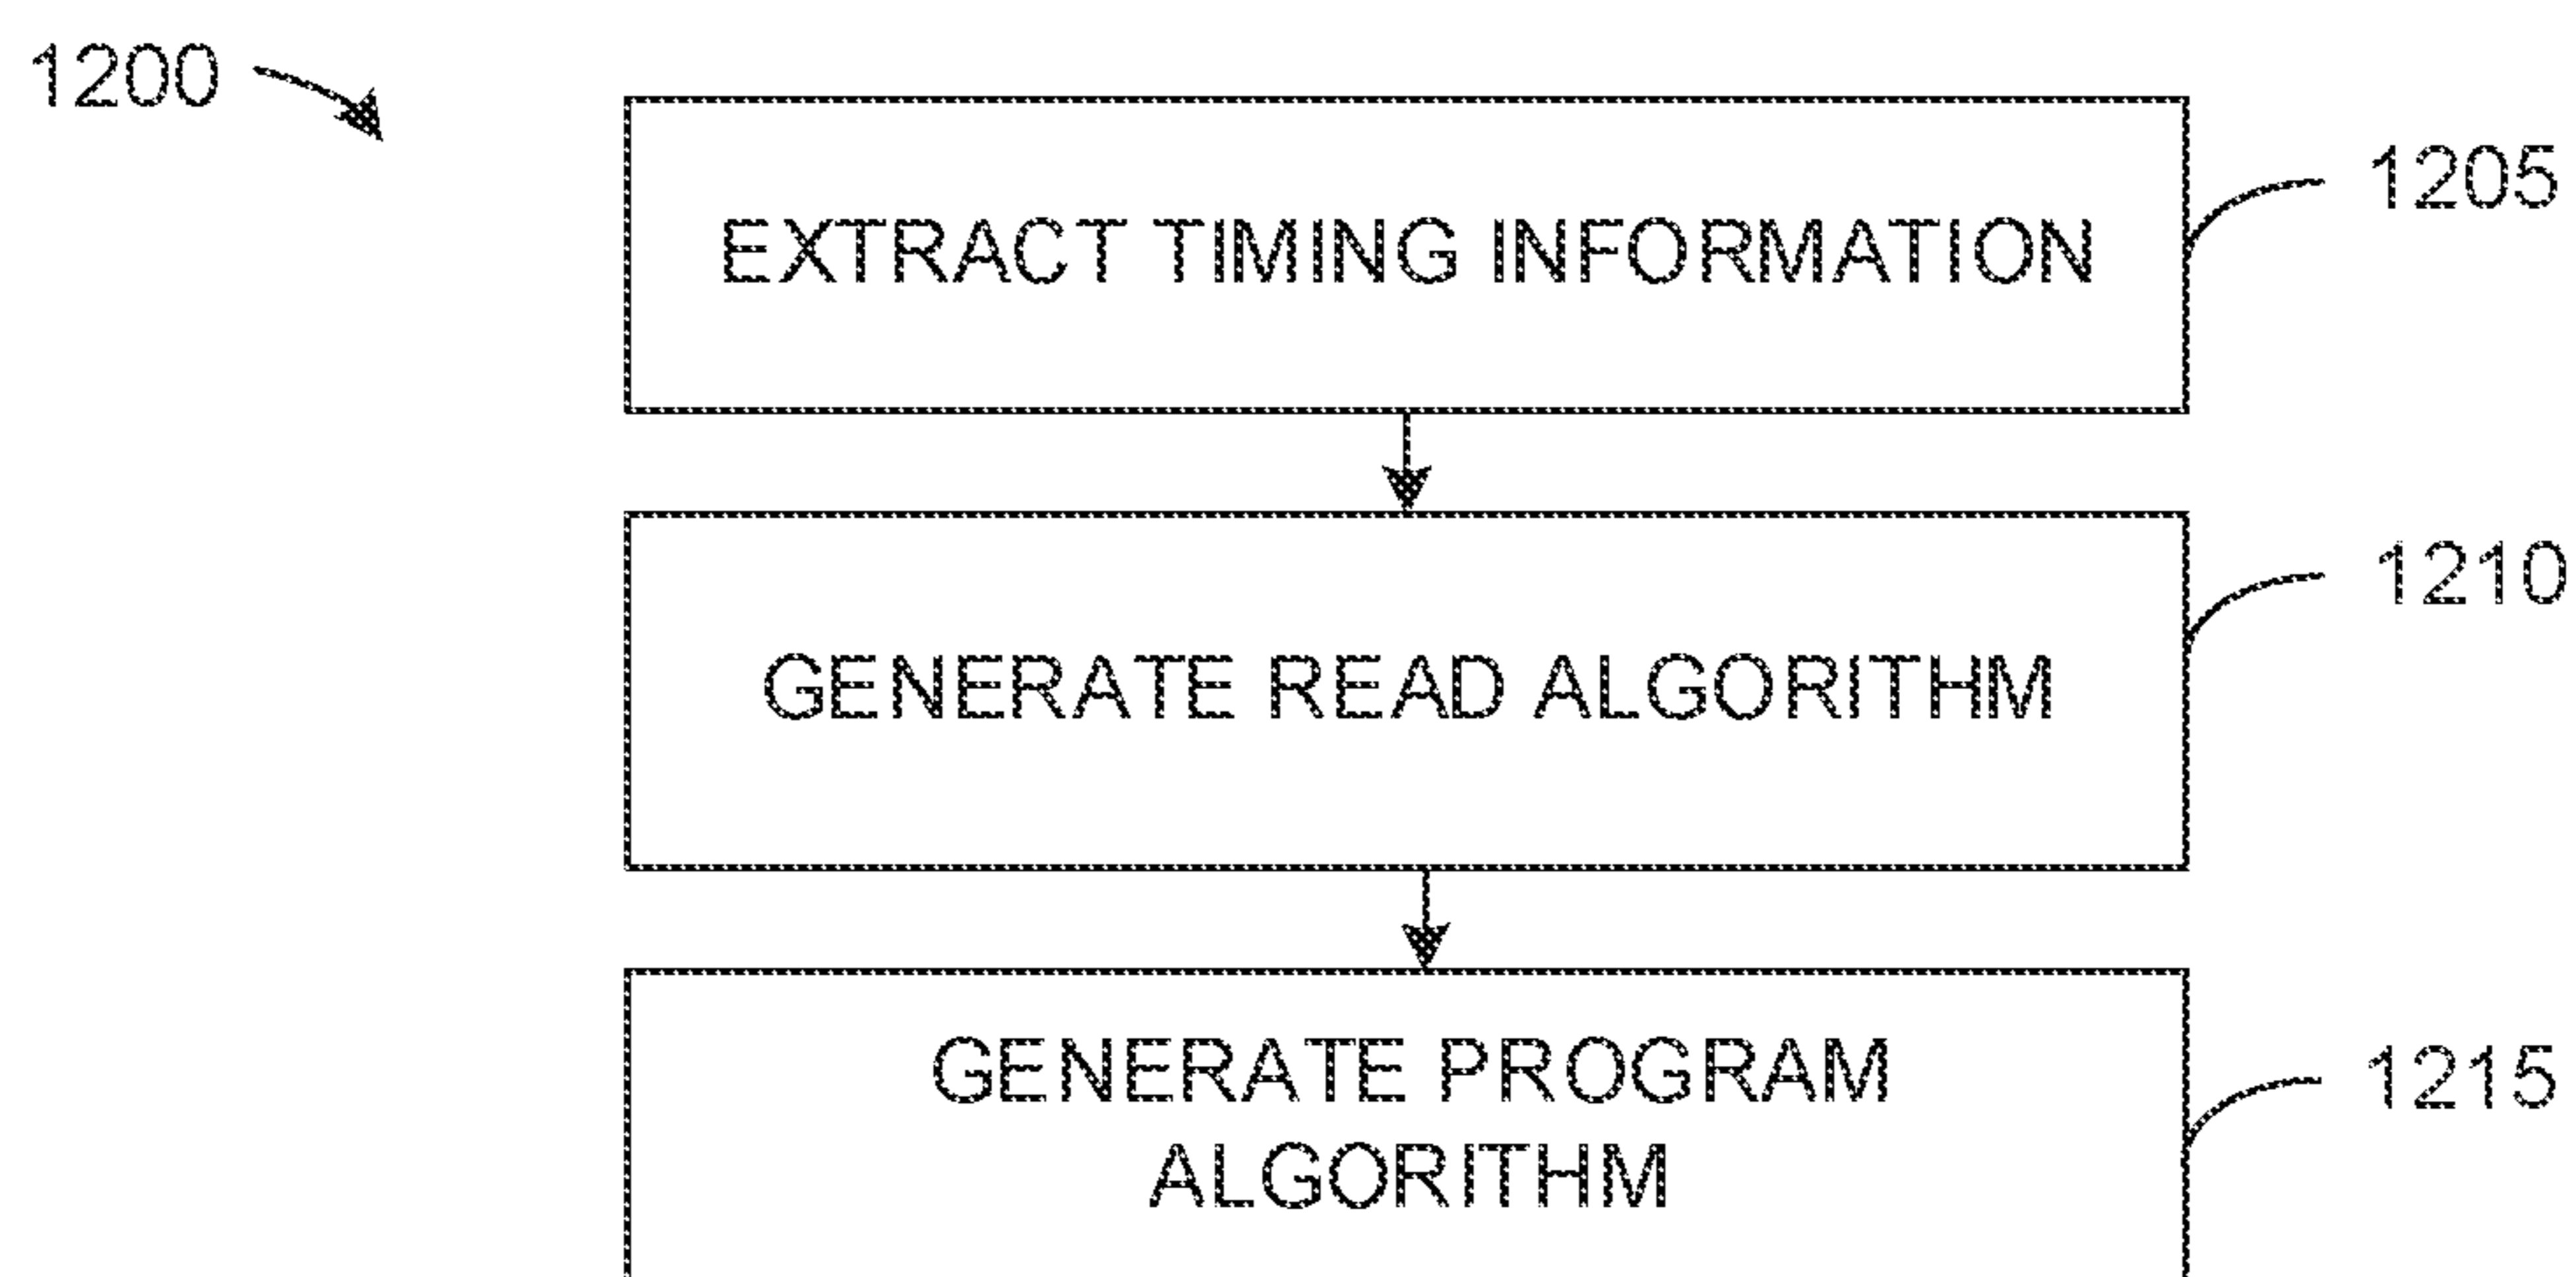 1200
EXTRACT TIMING INFORMATION
1205
GENERATE READ ALGORITHM
1210
GENERATE PROGRAM
ALGORITHM
1215